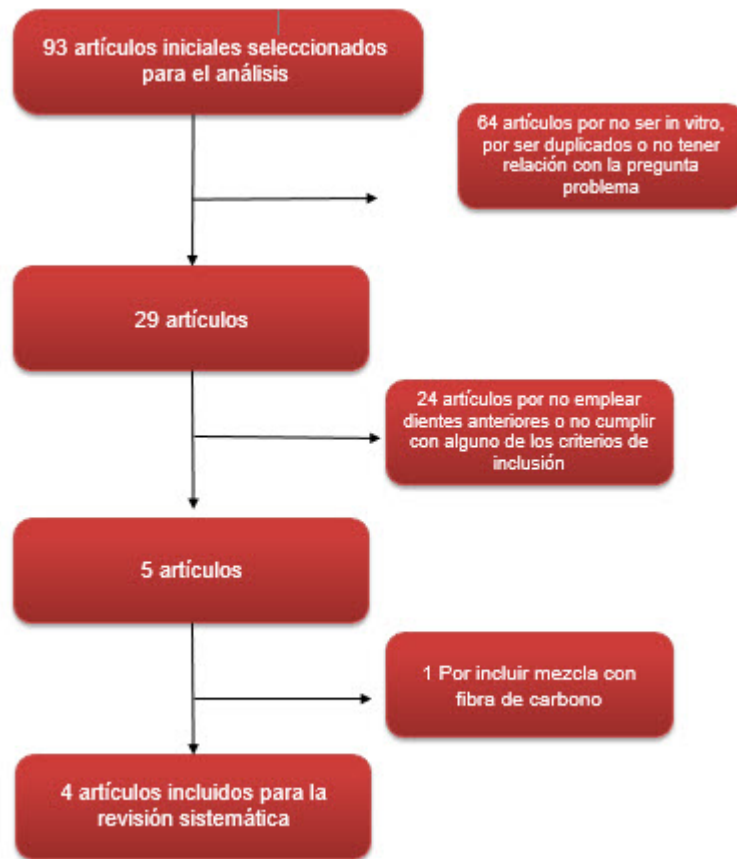 93 artículos iniciales seleccionados
para el análisis
64 artículos por no ser in vitro,
por ser duplicados o no tener
relación con la pregunta
problema
29 artículos
24 artículos por no emplear
dientes anteriores o no cumplir
con alguno de los criterios de
inclusión
5 artículos
1 Por incluir mezcla con
fibra de carbono
4 artículos incluidos para la
revisión sistemática